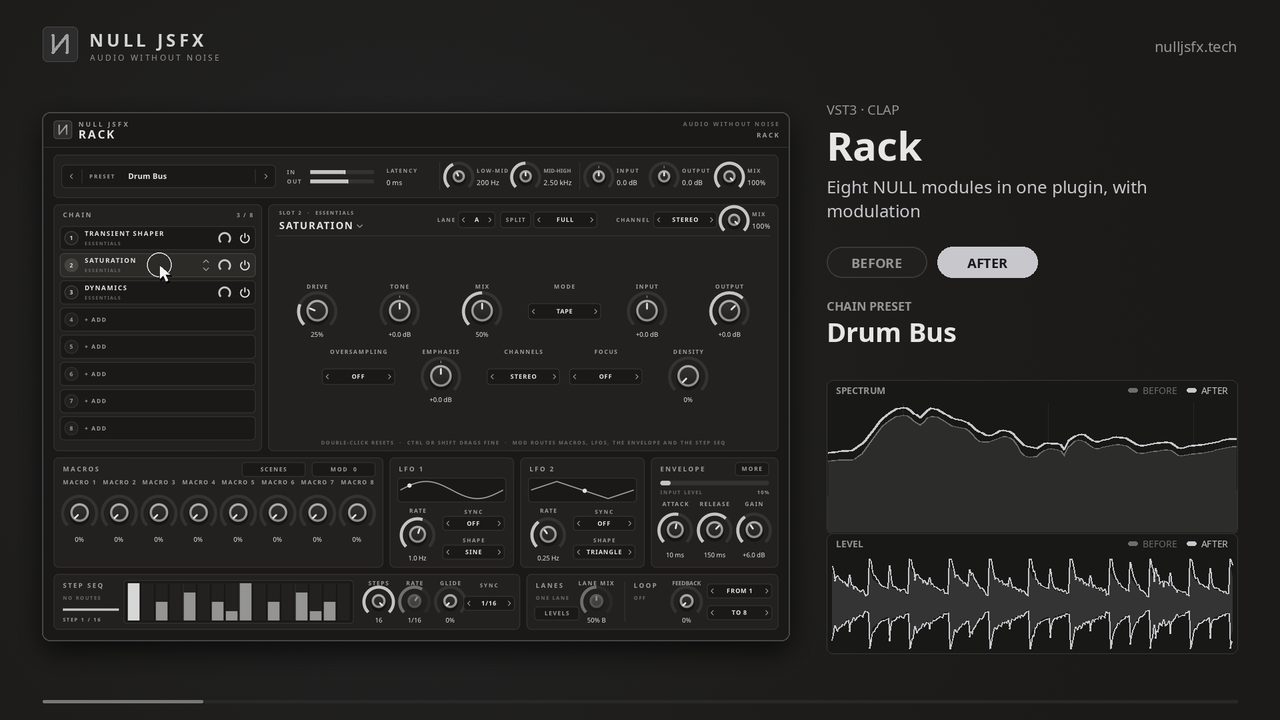 NULL JSFX
AUDIO WITHOUT NOISE
nulljsfx.tech
NULL JSFX
RACK
AUDIO WITHOUT NOISE
RACK
PRESET Drum Bus
IN
OUT
LATENCY
0 ms
LOW-MID
200 Hz
MID-HIGH
2.50 kHz
INPUT
0.0 dB
OUTPUT
0.0 dB
MIX
100%
CHAIN 3 / 8
1 TRANSIENT SHAPER
ESSENTIALS
2 SATURATION
ESSENTIALS
3 DYNAMICS
ESSENTIALS
4 + ADD
5 + ADD
6 + ADD
7 + ADD
8 + ADD
SLOT 2 · ESSENTIALS
SATURATION
LANE A SPLIT FULL CHANNEL STEREO
MIX
100%
DRIVE TONE MIX MODE INPUT OUTPUT
TAPE
25% +0.0 dB 50% +0.0 dB +0.0 dB
OVERSAMPLING EMPHASIS CHANNELS FOCUS DENSITY
OFF STEREO OFF
+0.0 dB 0%
DOUBLE-CLICK RESETS · CTRL OR SHIFT DRAGS FINE · MOD ROUTES MACROS, LFOS, THE ENVELOPE AND THE STEP SEQ
MACROS SCENES MOD 0
MACRO 1 MACRO 2 MACRO 3 MACRO 4 MACRO 5 MACRO 6 MACRO 7 MACRO 8
0% 0% 0% 0% 0% 0% 0% 0%
LFO 1
RATE
1.0 Hz
SYNC
OFF
SHAPE
SINE
LFO 2
RATE
0.25 Hz
SYNC
OFF
SHAPE
TRIANGLE
ENVELOPE MORE
INPUT LEVEL 10%
ATTACK RELEASE GAIN
10 ms 150 ms +6.0 dB
STEP SEQ
NO ROUTES
STEP 1 / 16
STEPS RATE GLIDE SYNC
1/16
16 1/16 0%
LANES
ONE LANE
LEVELS
LANE MIX
50% B
LOOP
OFF
FEEDBACK
0%
FROM 1
TO 8
VST3 · CLAP
Rack
Eight NULL modules in one plugin, with
modulation
BEFORE AFTER
CHAIN PRESET
Drum Bus
SPECTRUM BEFORE AFTER
LEVEL BEFORE AFTER